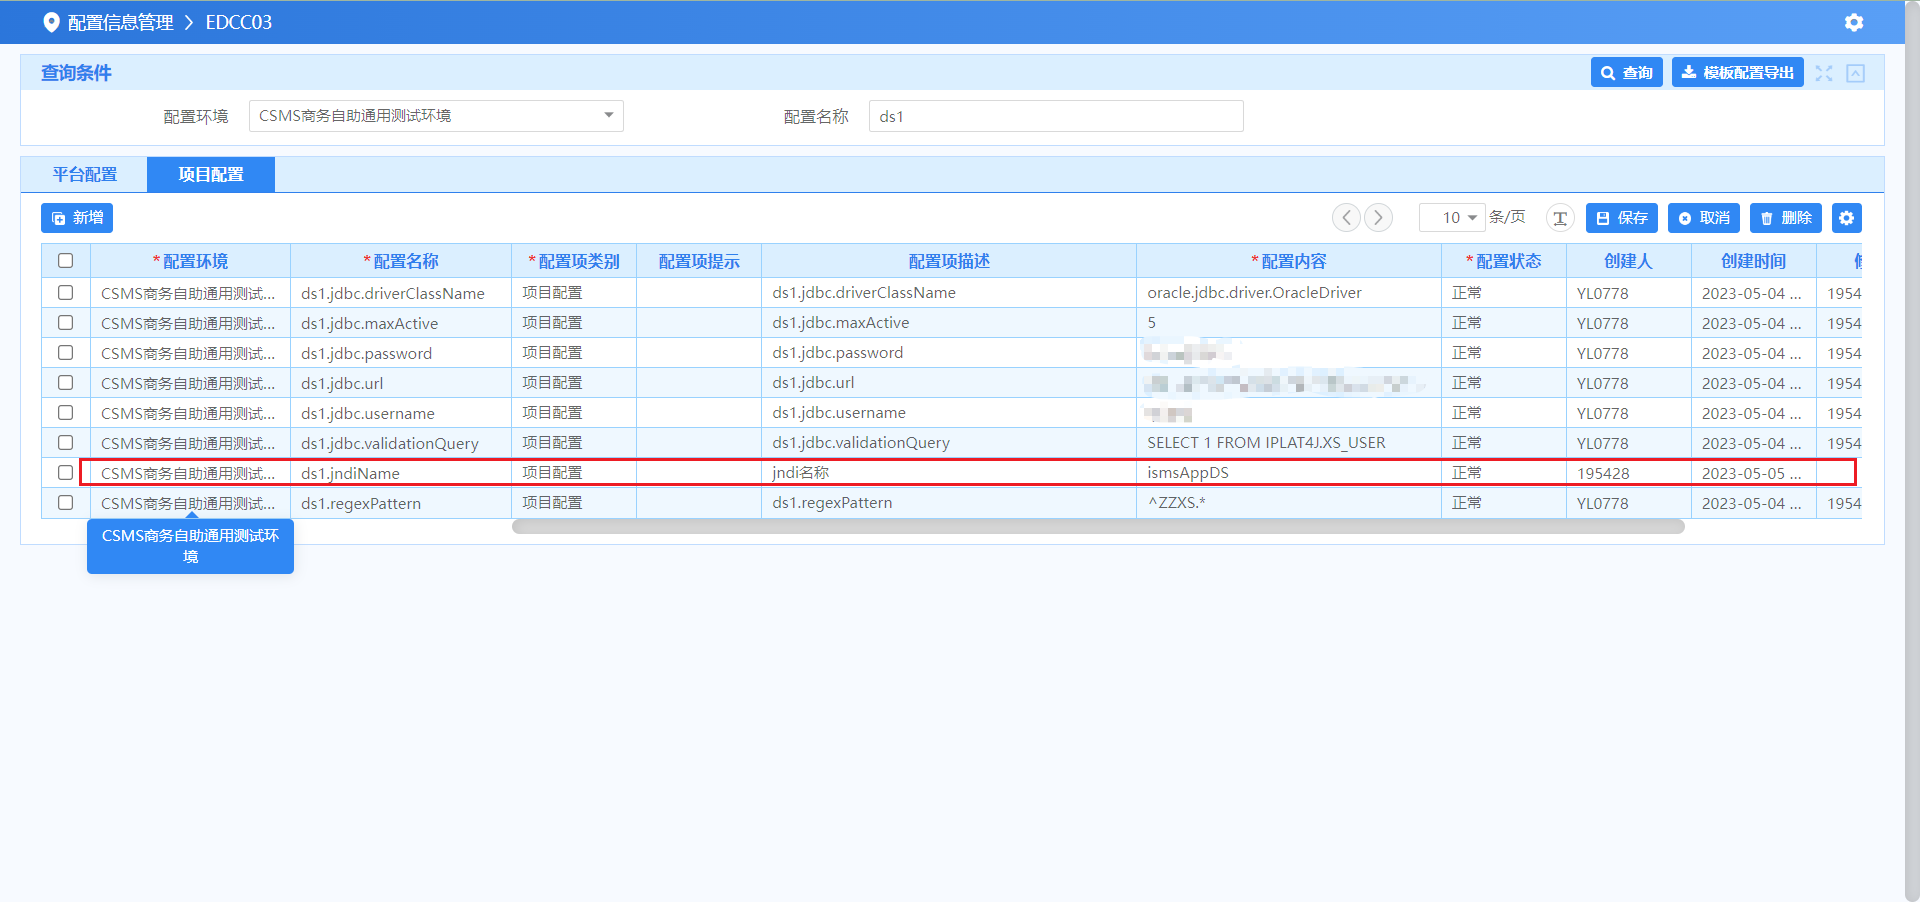 配置信息管理 > EDCC03
查询条件 查询 模板配置导出
配置环境 CSMS商务自助通用测试环境 配置名称 ds1
平台配置 项目配置
新增 10 条/页 T 保存 取消 删除
*配置环境 *配置名称 *配置项类别 配置项提示 配置项描述 *配置内容 *配置状态 创建人 创建时间
CSMS商务自助通用测试... ds1.jdbc.driverClassName 项目配置 ds1.jdbc.driverClassName oracle.jdbc.driver.OracleDriver 正常 YL0778 2023-05-04 ... 1954
CSMS商务自助通用测试... ds1.jdbc.maxActive 项目配置 ds1.jdbc.maxActive 5 正常 YL0778 2023-05-04 ... 1954
CSMS商务自助通用测试... ds1.jdbc.password 项目配置 ds1.jdbc.password 正常 YL0778 2023-05-04 ... 1954
CSMS商务自助通用测试... ds1.jdbc.url 项目配置 ds1.jdbc.url 正常 YL0778 2023-05-04 ... 1954
CSMS商务自助通用测试... ds1.jdbc.username 项目配置 ds1.jdbc.username 正常 YL0778 2023-05-04 ... 1954
CSMS商务自助通用测试... ds1.jdbc.validationQuery 项目配置 ds1.jdbc.validationQuery SELECT 1 FROM IPLAT4J.XS_USER 正常 YL0778 2023-05-04 ... 1954
CSMS商务自助通用测试... ds1.jndiName 项目配置 jndi名称 ismsAppDS 正常 195428 2023-05-05 ...
CSMS商务自助通用测试... ds1.regexPattern 项目配置 ds1.regexPattern ^ZZXS.* 正常 YL0778 2023-05-04 ... 1954
CSMS商务自助通用测试环
境